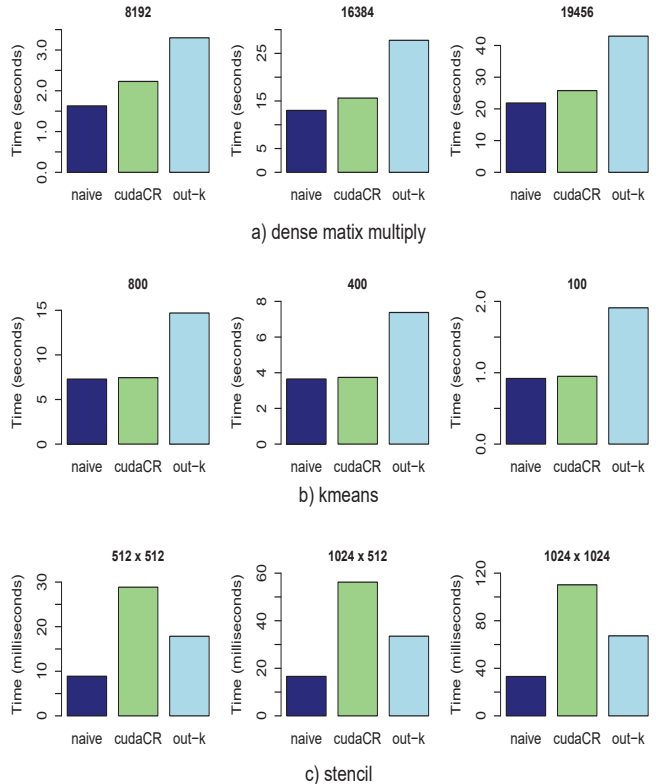 8192
16384
19456
Time (seconds)
0.0 1.0 2.0 3.0
Time (seconds)
0 5 15 25
Time (seconds)
0 10 20 30 40
naive cudaCR out-k
naive cudaCR out-k
naive cudaCR out-k
a) dense matix multiply
800
400
100
Time (seconds)
0 5 10 15
Time (seconds)
0 2 4 6 8
Time (seconds)
0.0 1.0 2.0
naive cudaCR out-k
naive cudaCR out-k
naive cudaCR out-k
b) kmeans
512 x 512
1024 x 512
1024 x 1024
Time (milliseconds)
0 10 20 30
Time (milliseconds)
0 20 40 60
Time (milliseconds)
0 40 80 120
naive cudaCR out-k
naive cudaCR out-k
naive cudaCR out-k
c) stencil